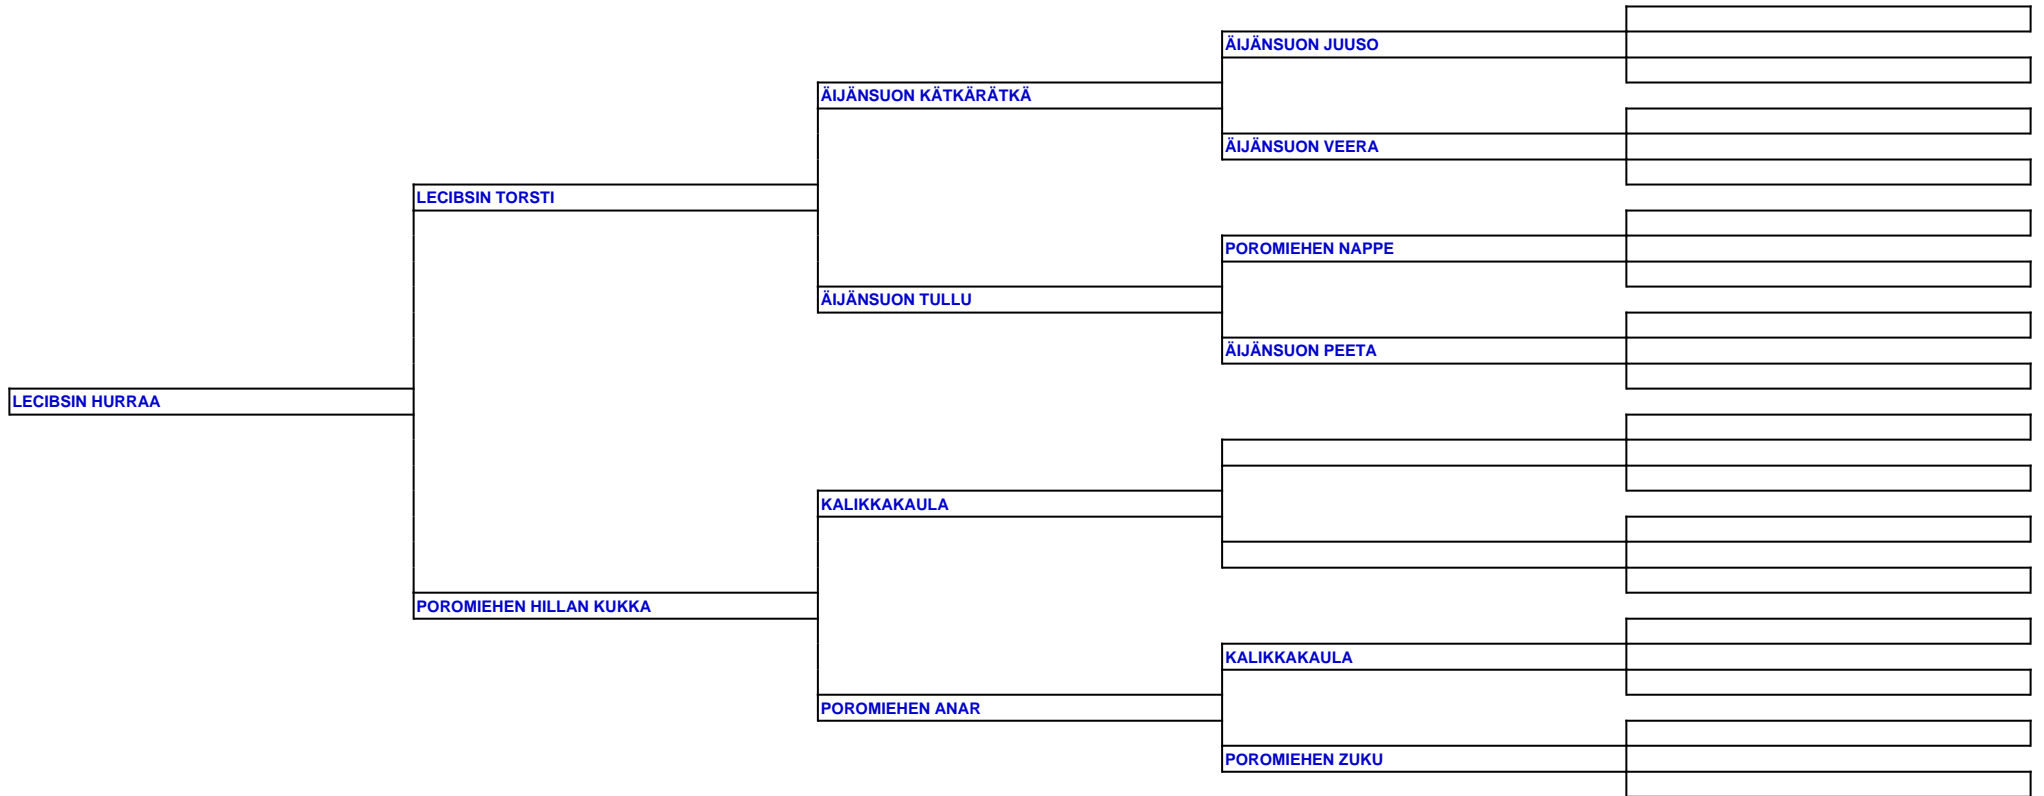 ÄIJÄNSUON JUUSO
ÄIJÄNSUON KÄTKÄRÄTKÄ
ÄIJÄNSUON VEERA
LECIBSIN TORSTI
POROMIEHEN NAPPE
ÄIJÄNSUON TULLU
ÄIJÄNSUON PEETA
LECIBSIN HURRAA
KALIKKAKAULA
POROMIEHEN HILLAN KUKKA
KALIKKAKAULA
POROMIEHEN ANAR
POROMIEHEN ZUKU